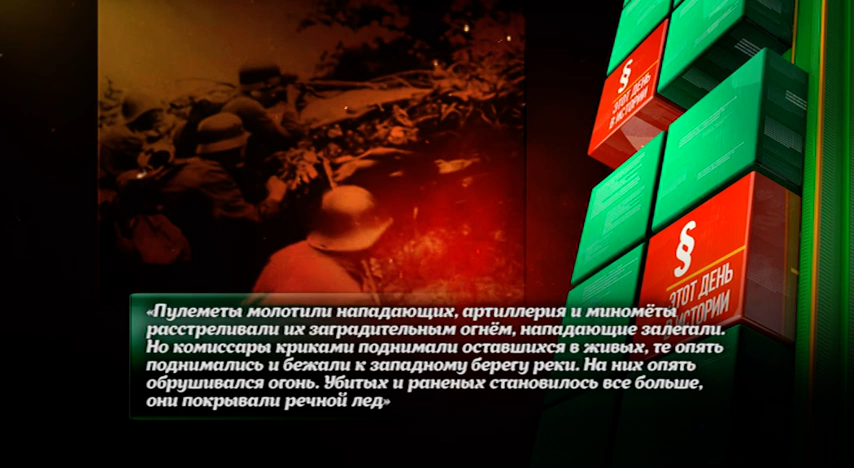 §
ЭТОТ ДЕНЬ
В ИСТОРИИ
§
ЭТОТ ДЕНЬ
В ИСТОРИИ
«Пулеметы молотили нападающих, артиллерия и миномёты
расстреливали их заградительным огнём, нападающие залегали.
Но комиссары криками поднимали оставшихся в живых, те опять
поднимались и бежали к западному берегу реки. На них опять
обрушивался огонь. Убитых и раненых становилось все больше,
они покрывали речной лед»